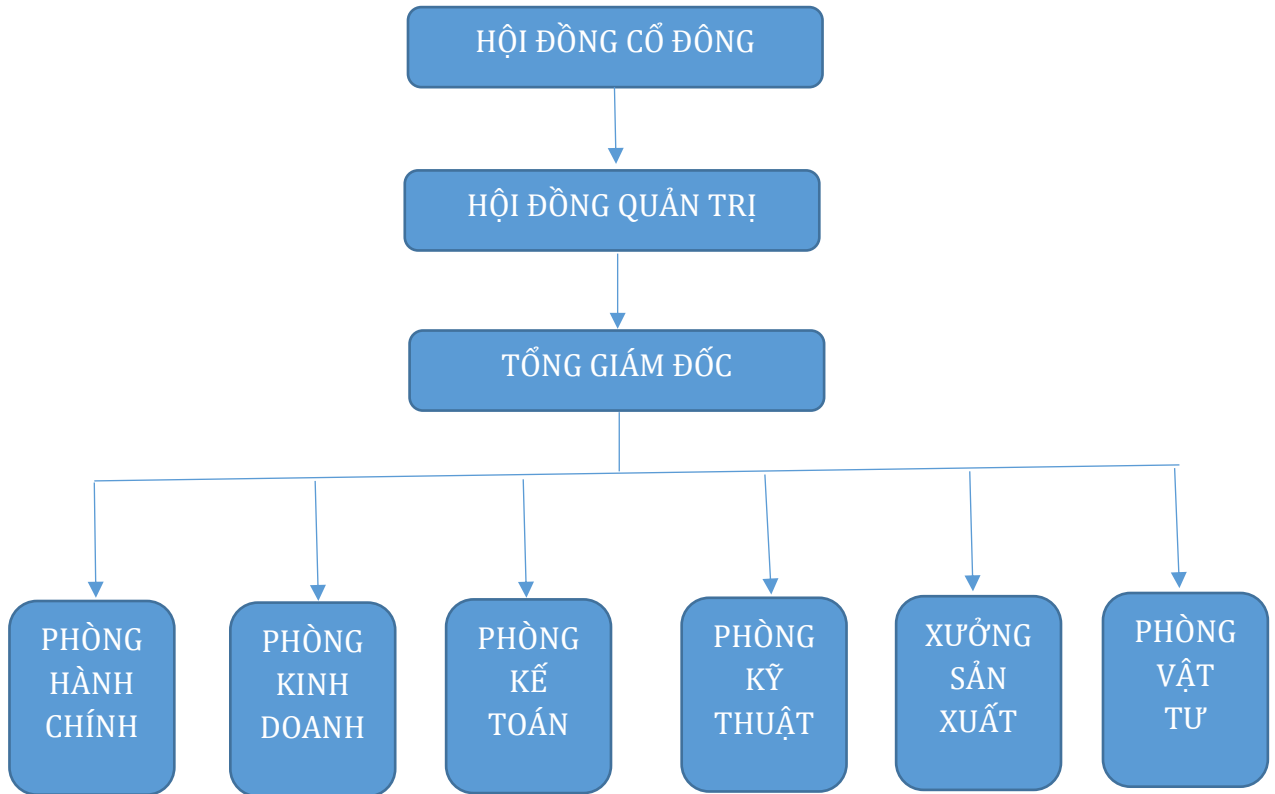 HỘI ĐỒNG CỔ ĐÔNG
HỘI ĐỒNG QUẢN TRỊ
TỔNG GIÁM ĐỐC
PHÒNG
HÀNH
CHÍNH
PHÒNG
KINH
DOANH
PHÒNG
KẾ
TOÁN
PHÒNG
KỸ
THUẬT
XƯỞNG
SẢN
XUẤT
PHÒNG
VẬT
TƯ